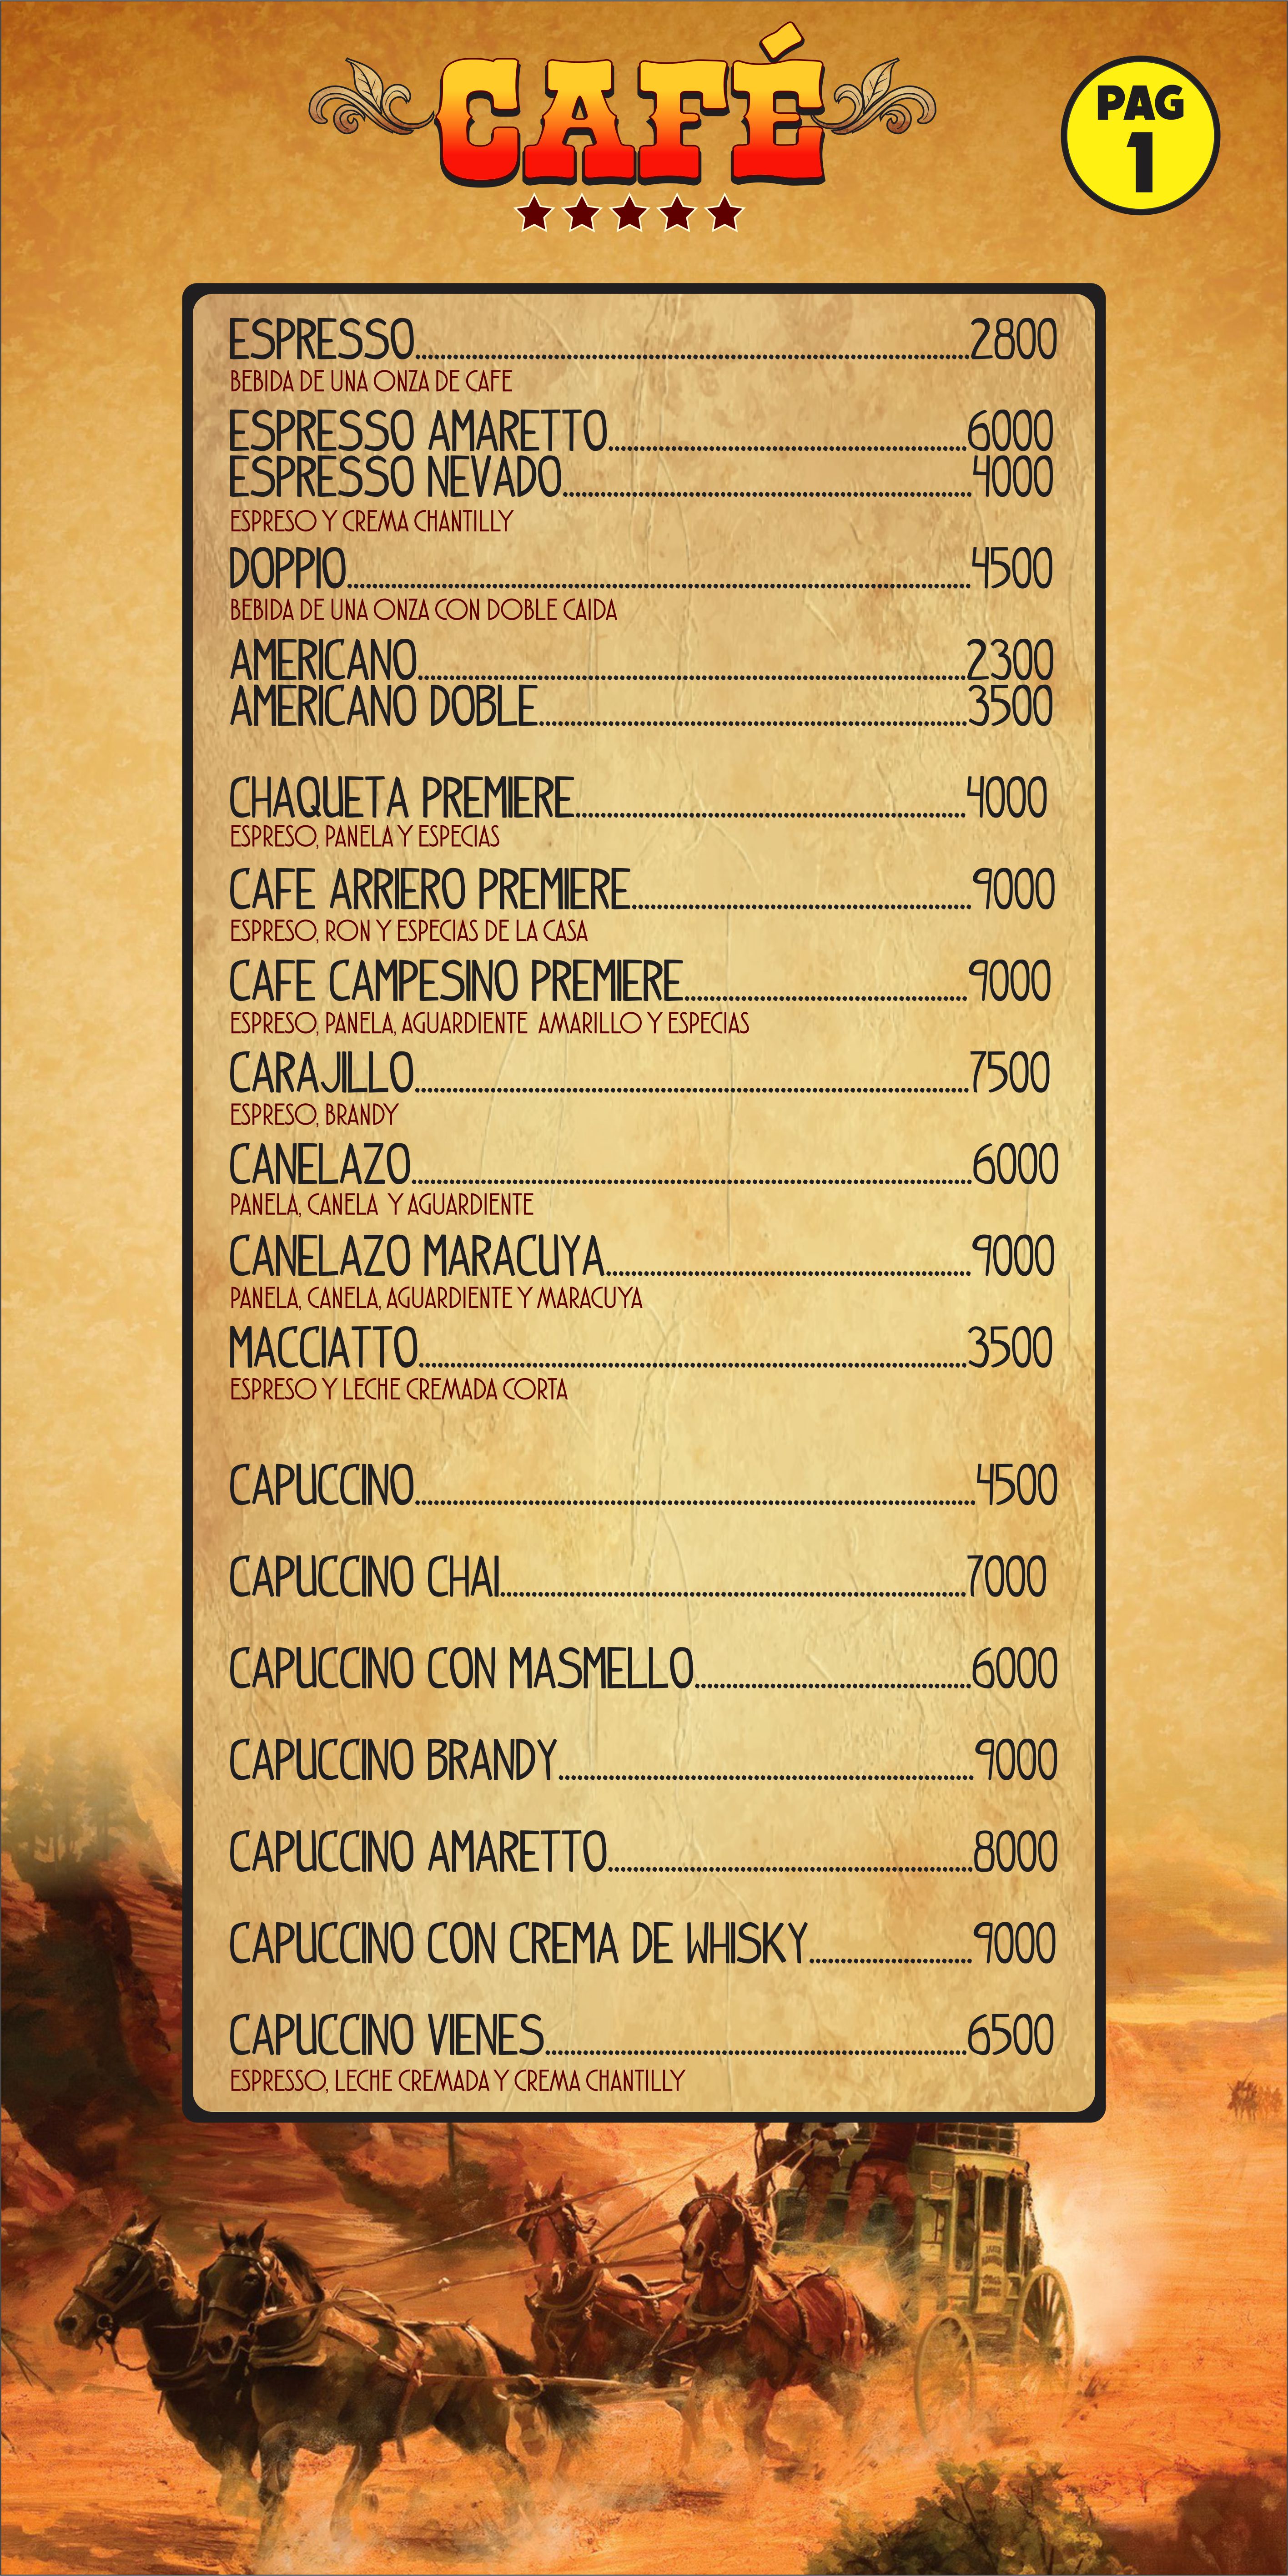 CAFÉ
PAG
1
ESPRESSO........2800
BEBIDA DE UNA ONZA DE CAFE
ESPRESSO AMARETTO........6000
ESPRESSO NEVADO........4000
ESPRESO Y CREMA CHANTILLY
DOPPIO........4500
BEBIDA DE UNA ONZA CON DOBLE CAIDA
AMERICANO........2300
AMERICANO DOBLE........3500
CHAQUETA PREMIERE........4000
ESPRESO, PANELA Y ESPECIAS
CAFE ARRIERO PREMIERE........9000
ESPRESO, RON Y ESPECIAS DE LA CASA
CAFE CAMPESINO PREMIERE........9000
ESPRESO, PANELA, AGUARDIENTE AMARILLO Y ESPECIAS
CARAJILLO........7500
ESPRESO, BRANDY
CANELAZO........6000
PANELA, CANELA Y AGUARDIENTE
CANELAZO MARACUYA........9000
PANELA, CANELA, AGUARDIENTE Y MARACUYA
MACCIATTO........3500
ESPRESO Y LECHE CREMADA CORTA
CAPUCCINO........4500
CAPUCCINO CHAI........7000
CAPUCCINO CON MASMELLO........6000
CAPUCCINO BRANDY........9000
CAPUCCINO AMARETTO........8000
CAPUCCINO CON CREMA DE WHISKY........9000
CAPUCCINO VIENES........6500
ESPRESSO, LECHE CREMADA Y CREMA CHANTILLY